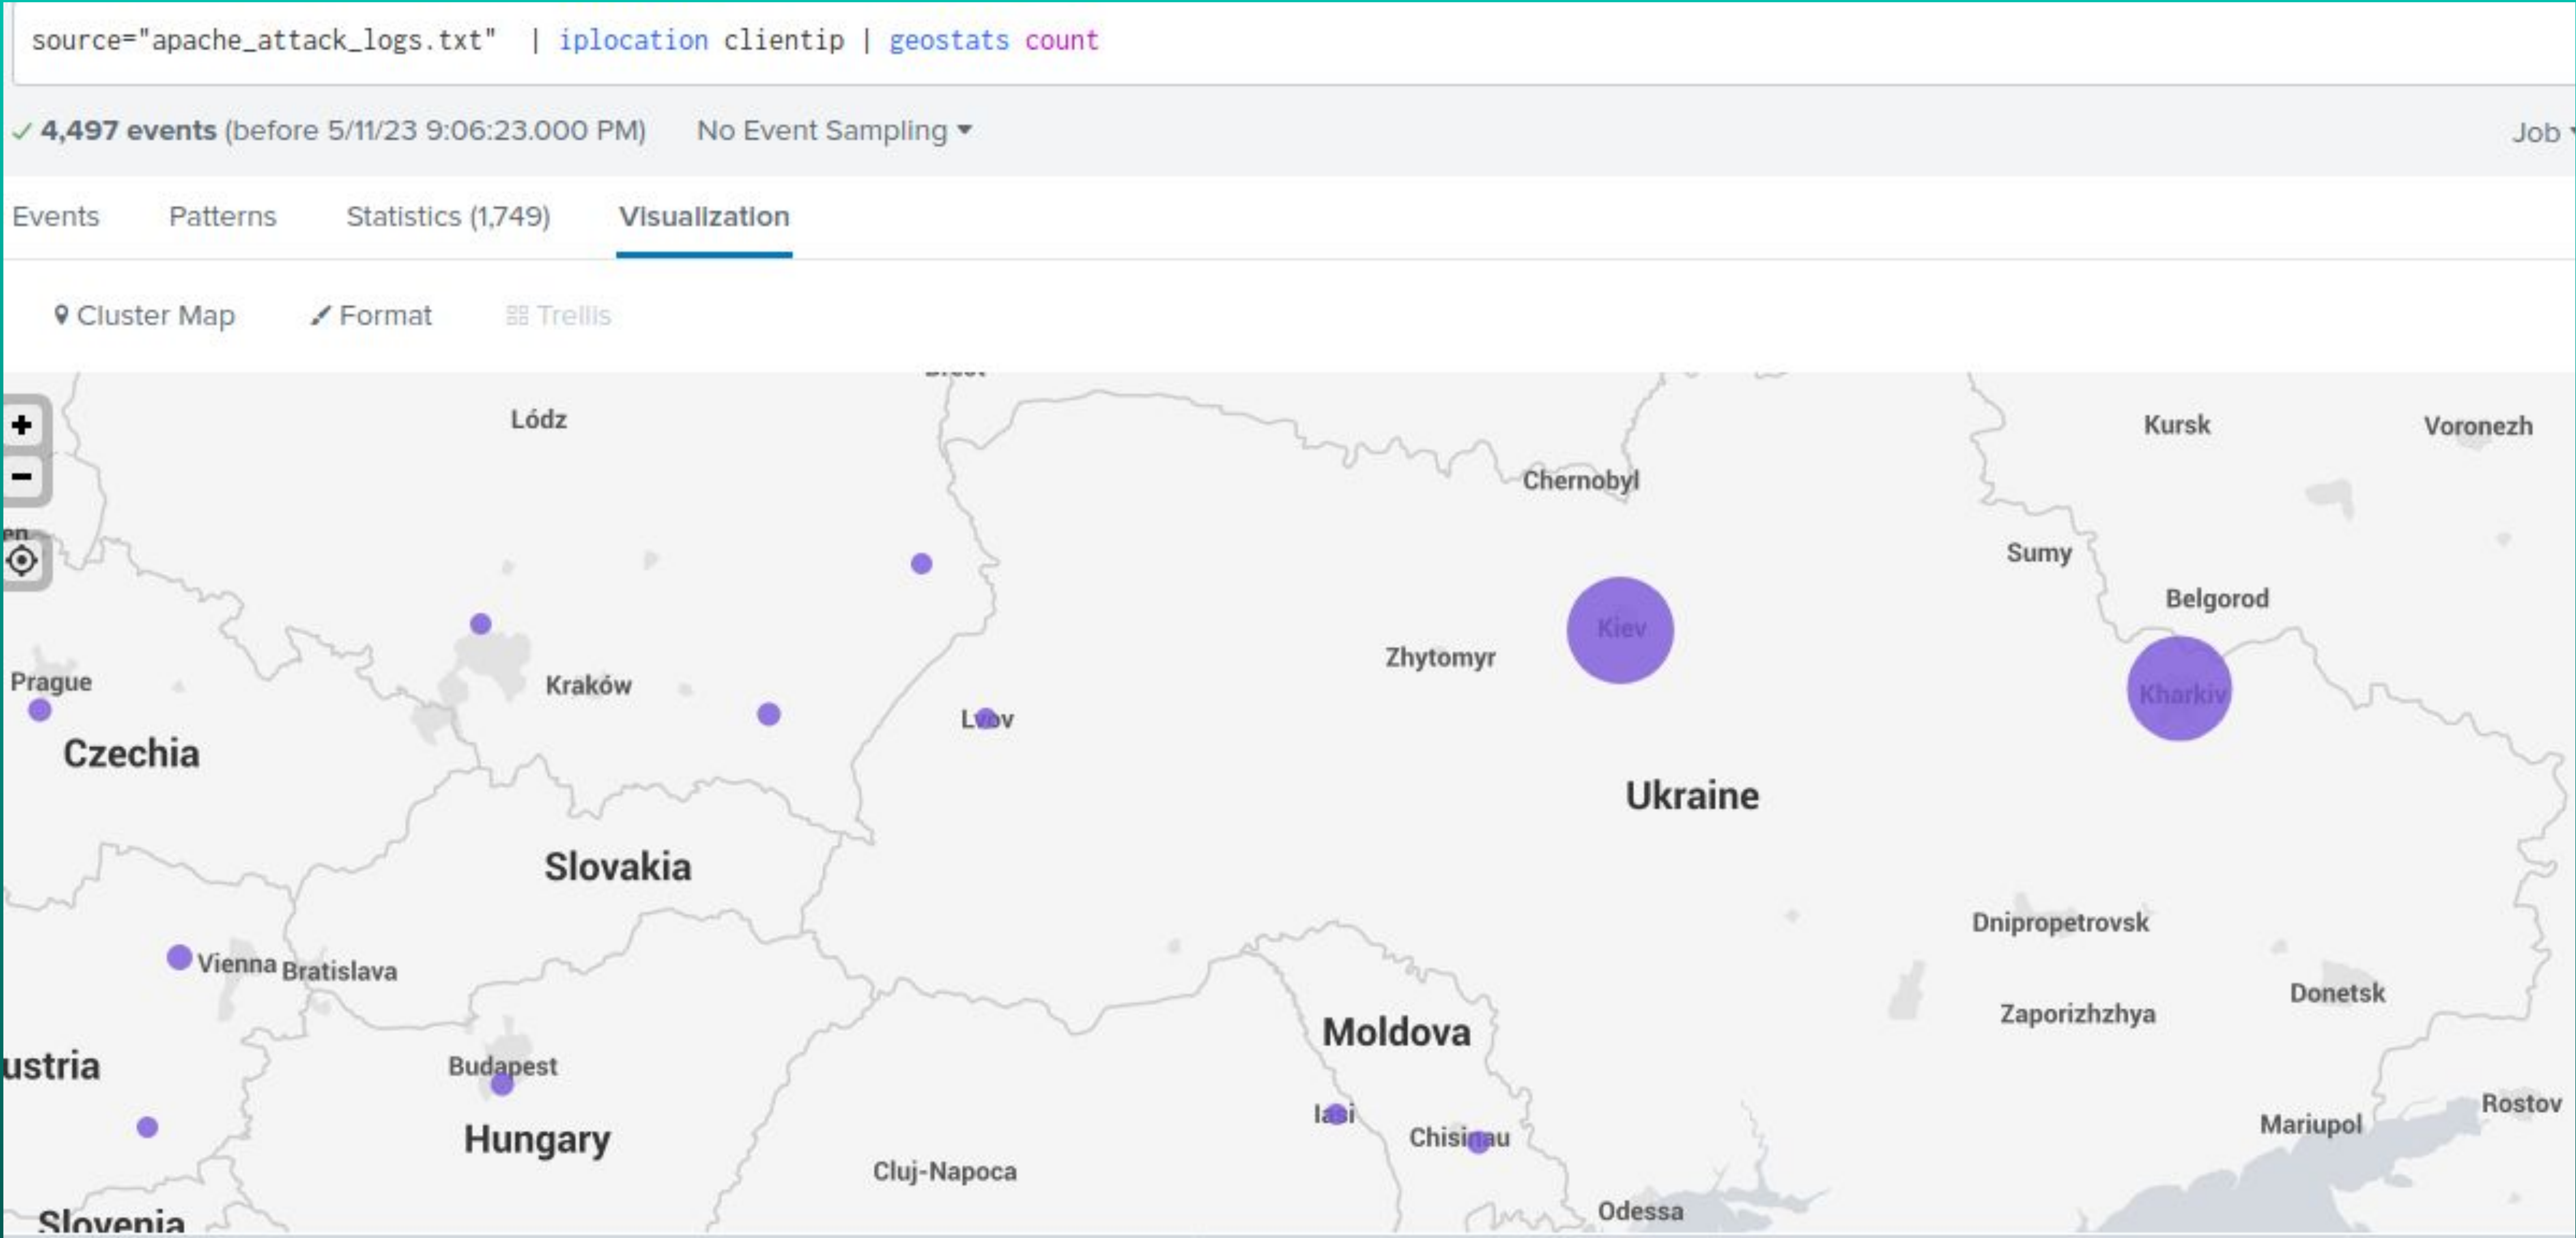 source="apache_attack_logs.txt" | iplocation clientip | geostats count
4,497 events (before 5/11/23 9:06:23.000 PM) No Event Sampling Job
Events Patterns Statistics (1,749) Visualization
Cluster Map Format Trellis
+
Lódz
Kursk
Voronezh
−
Chernobyl
en
Sumy
Belgorod
Kiev
Zhytomyr
Prague
Kraków
Kharkiv
Lvov
Czechia
Ukraine
Slovakia
Dnipropetrovsk
Vienna
Bratislava
Donetsk
Zaporizhzhya
Moldova
Budapest
ustria
Rostov
Iasi
Mariupol
Chisinau
Hungary
Cluj-Napoca
Odessa
Slovenia